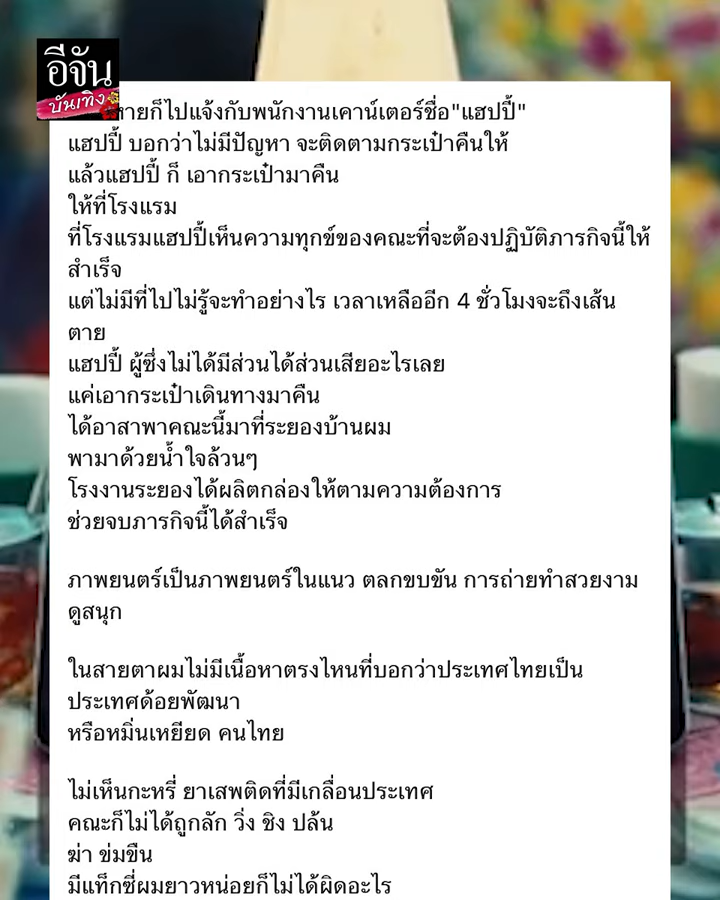 อีจัน
บันเทิง
หายก็ไปแจ้งกับพนักงานเคาน์เตอร์ชื่อ"แฮปปี้"
แฮปปี้ บอกว่าไม่มีปัญหา จะติดตามกระเป๋าคืนให้
แล้วแฮปปี้ ก็ เอากระเป๋ามาคืน
ให้ที่โรงแรม
ที่โรงแรมแฮปปี้เห็นความทุกข์ของคณะที่จะต้องปฏิบัติภารกิจนี้ให้
สำเร็จ
แต่ไม่มีที่ไปไม่รู้จะทำอย่างไร เวลาเหลืออีก 4 ชั่วโมงจะถึงเส้น
ตาย
แฮปปี้ ผู้ซึ่งไม่ได้มีส่วนได้ส่วนเสียอะไรเลย
แค่เอากระเป๋าเดินทางมาคืน
ได้อาสาพาคณะนี้มาที่ระยองบ้านผม
พามาด้วยน้ำใจล้วนๆ
โรงงานระยองได้ผลิตกล่องให้ตามความต้องการ
ช่วยจบภารกิจนี้ได้สำเร็จ
ภาพยนตร์เป็นภาพยนตร์ในแนว ตลกขบขัน การถ่ายทำสวยงาม
ดูสนุก
ในสายตาผมไม่มีเนื้อหาตรงไหนที่บอกว่าประเทศไทยเป็น
ประเทศด้อยพัฒนา
หรือหมิ่นเหยียด คนไทย
ไม่เห็นกะหรี่ ยาเสพติดที่มีเกลื่อนประเทศ
คณะก็ไม่ได้ถูกลัก วิ่ง ชิง ปล้น
ฆ่า ข่มขืน
มีแท็กซี่ผมยาวหน่อยก็ไม่ได้ผิดอะไร